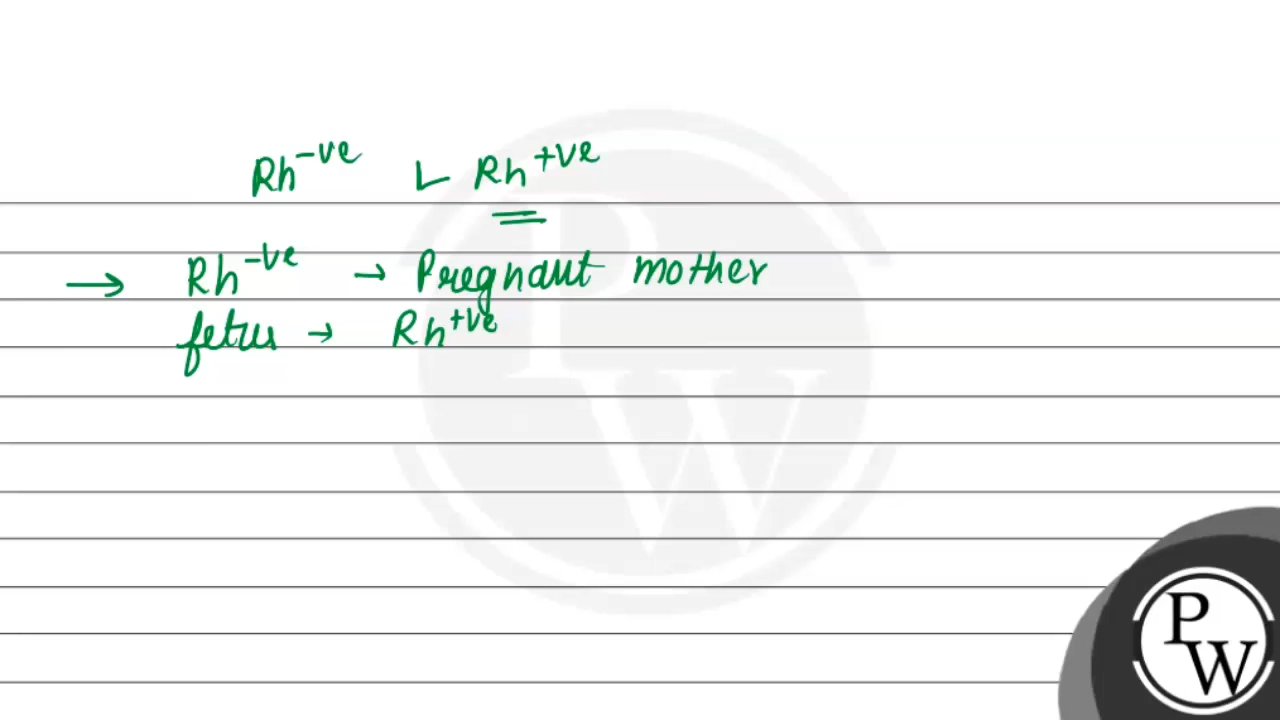 Rh⁻ᵛᵉ ∟ Rh⁺ᵛᵉ
→ Rh⁻ᵛᵉ → Pregnant mother
fetus → Rh⁺ᵛᵉ
P
W
P
W